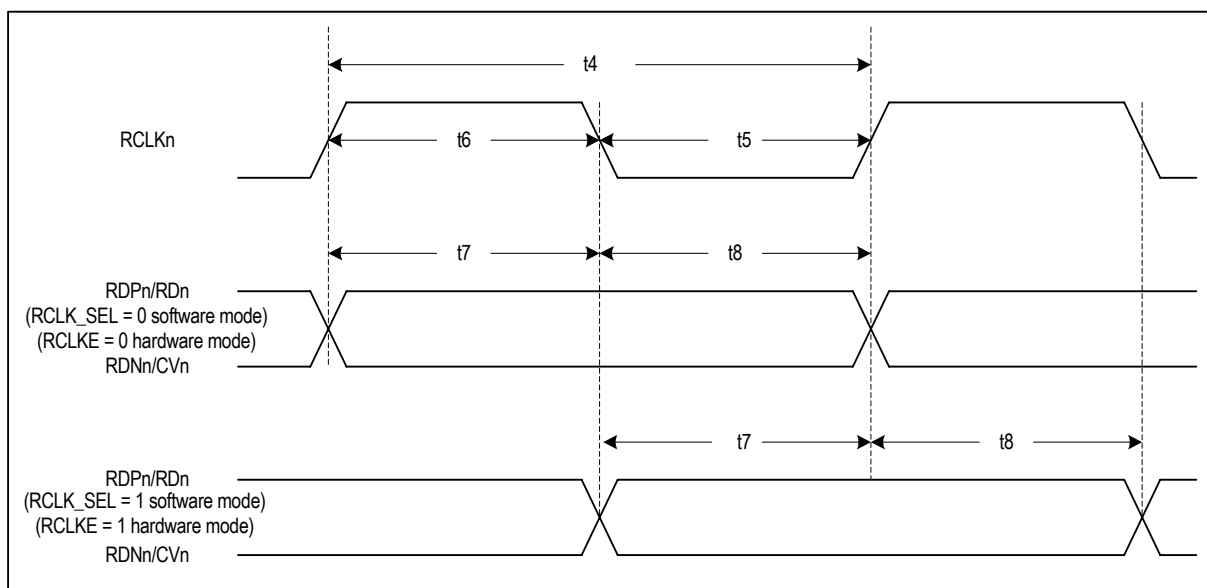 t4
RCLKn
t6
t5
t7
t8
RDPn/RDn
(RCLK_SEL = 0 software mode)
(RCLKE = 0 hardware mode)
RDNn/CVn
t7
t8
RDPn/RDn
(RCLK_SEL = 1 software mode)
(RCLKE = 1 hardware mode)
RDNn/CVn